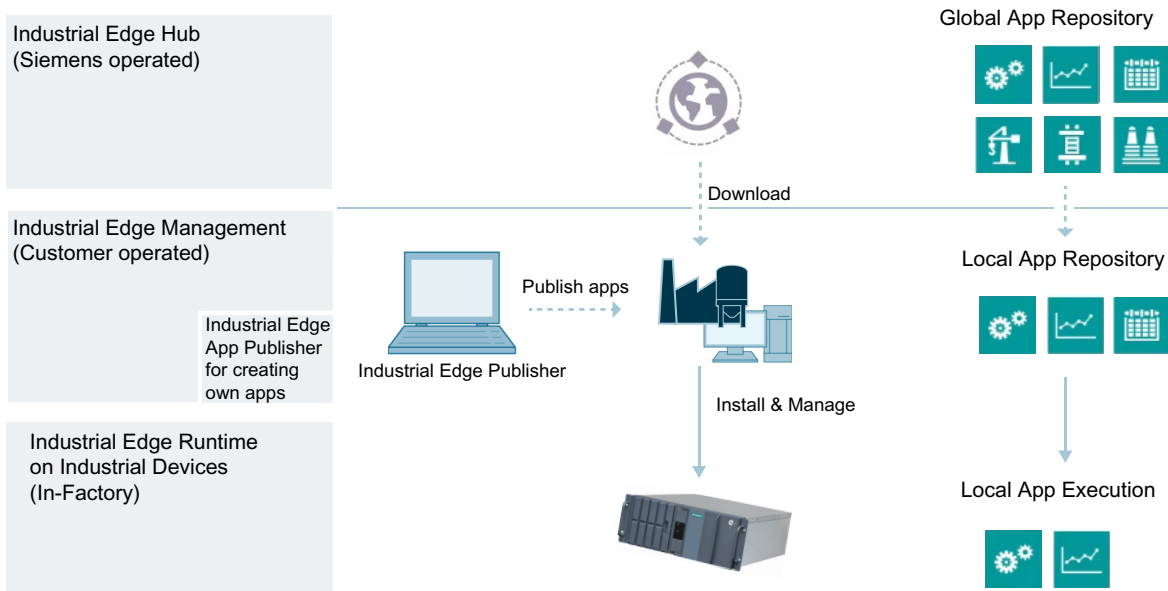 Industrial Edge Hub
(Siemens operated)
Global App Repository
Download
Industrial Edge Management
(Customer operated)
Industrial Edge
App Publisher
for creating
own apps
Publish apps
Industrial Edge Publisher
Local App Repository
Install & Manage
Industrial Edge Runtime
on Industrial Devices
(In-Factory)
Local App Execution